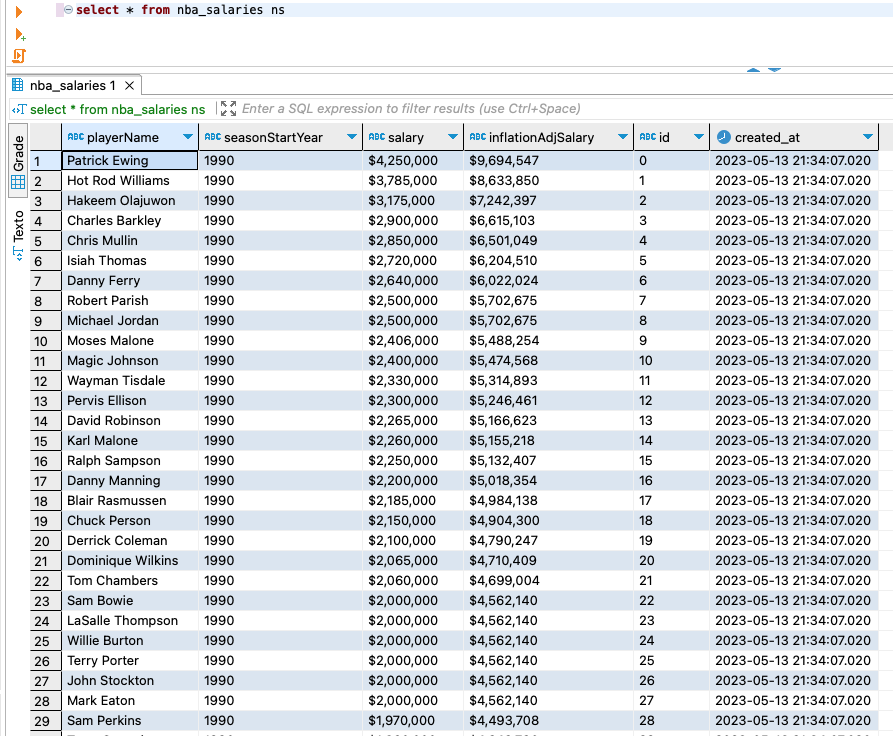 select * from nba_salaries ns
nba_salaries 1
select * from nba_salaries ns Enter a SQL expression to filter results (use Ctrl+Space)
Grade
Texto
ABC playerName ABC seasonStartYear ABC salary ABC inflationAdjSalary ABC id created_at
1 Patrick Ewing 1990 $4,250,000 $9,694,547 0 2023-05-13 21:34:07.020
2 Hot Rod Williams 1990 $3,785,000 $8,633,850 1 2023-05-13 21:34:07.020
3 Hakeem Olajuwon 1990 $3,175,000 $7,242,397 2 2023-05-13 21:34:07.020
4 Charles Barkley 1990 $2,900,000 $6,615,103 3 2023-05-13 21:34:07.020
5 Chris Mullin 1990 $2,850,000 $6,501,049 4 2023-05-13 21:34:07.020
6 Isiah Thomas 1990 $2,720,000 $6,204,510 5 2023-05-13 21:34:07.020
7 Danny Ferry 1990 $2,640,000 $6,022,024 6 2023-05-13 21:34:07.020
8 Robert Parish 1990 $2,500,000 $5,702,675 7 2023-05-13 21:34:07.020
9 Michael Jordan 1990 $2,500,000 $5,702,675 8 2023-05-13 21:34:07.020
10 Moses Malone 1990 $2,406,000 $5,488,254 9 2023-05-13 21:34:07.020
11 Magic Johnson 1990 $2,400,000 $5,474,568 10 2023-05-13 21:34:07.020
12 Wayman Tisdale 1990 $2,330,000 $5,314,893 11 2023-05-13 21:34:07.020
13 Pervis Ellison 1990 $2,300,000 $5,246,461 12 2023-05-13 21:34:07.020
14 David Robinson 1990 $2,265,000 $5,166,623 13 2023-05-13 21:34:07.020
15 Karl Malone 1990 $2,260,000 $5,155,218 14 2023-05-13 21:34:07.020
16 Ralph Sampson 1990 $2,250,000 $5,132,407 15 2023-05-13 21:34:07.020
17 Danny Manning 1990 $2,200,000 $5,018,354 16 2023-05-13 21:34:07.020
18 Blair Rasmussen 1990 $2,185,000 $4,984,138 17 2023-05-13 21:34:07.020
19 Chuck Person 1990 $2,150,000 $4,904,300 18 2023-05-13 21:34:07.020
20 Derrick Coleman 1990 $2,100,000 $4,790,247 19 2023-05-13 21:34:07.020
21 Dominique Wilkins 1990 $2,065,000 $4,710,409 20 2023-05-13 21:34:07.020
22 Tom Chambers 1990 $2,060,000 $4,699,004 21 2023-05-13 21:34:07.020
23 Sam Bowie 1990 $2,000,000 $4,562,140 22 2023-05-13 21:34:07.020
24 LaSalle Thompson 1990 $2,000,000 $4,562,140 23 2023-05-13 21:34:07.020
25 Willie Burton 1990 $2,000,000 $4,562,140 24 2023-05-13 21:34:07.020
26 Terry Porter 1990 $2,000,000 $4,562,140 25 2023-05-13 21:34:07.020
27 John Stockton 1990 $2,000,000 $4,562,140 26 2023-05-13 21:34:07.020
28 Mark Eaton 1990 $2,000,000 $4,562,140 27 2023-05-13 21:34:07.020
29 Sam Perkins 1990 $1,970,000 $4,493,708 28 2023-05-13 21:34:07.020